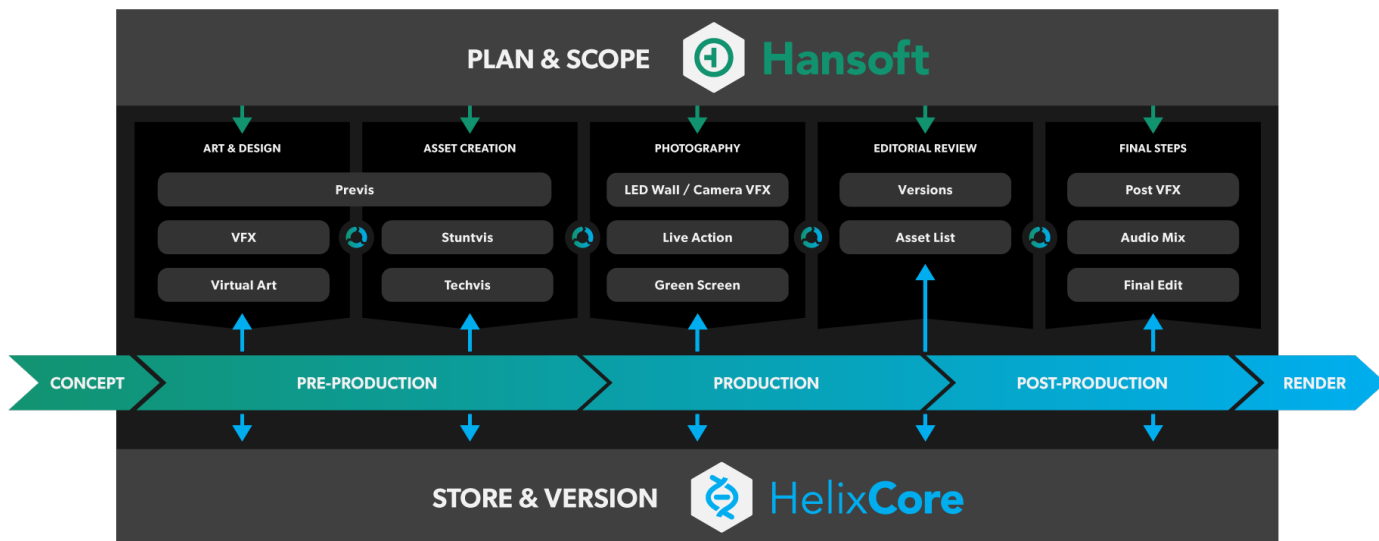 PLAN & SCOPE Hansoft
ART & DESIGN
ASSET CREATION
PHOTOGRAPHY
EDITORIAL REVIEW
FINAL STEPS
Previs
LED Wall / Camera VFX
Versions
Post VFX
VFX
Stuntvis
Live Action
Asset List
Audio Mix
Virtual Art
Techvis
Green Screen
Final Edit
CONCEPT
PRE-PRODUCTION
PRODUCTION
POST-PRODUCTION
RENDER
STORE & VERSION HelixCore